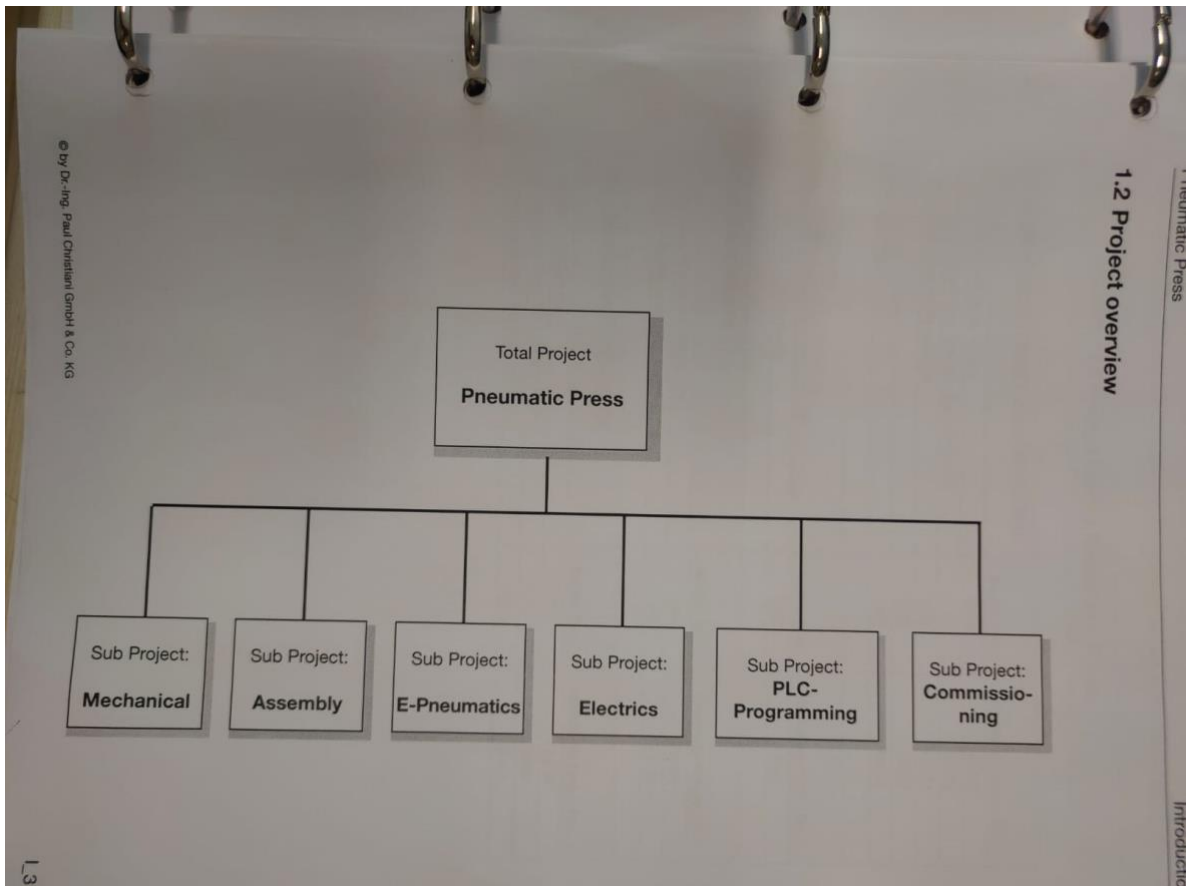 Pneumatic Press
Introductio
1.2 Project overview
Total Project
Pneumatic Press
Sub Project:
Mechanical
Sub Project:
Assembly
Sub Project:
E-Pneumatics
Sub Project:
Electrics
Sub Project:
PLC-
Programming
Sub Project:
Commissio-
ning
© by Dr.-Ing. Paul Christiani GmbH & Co. KG
I_3